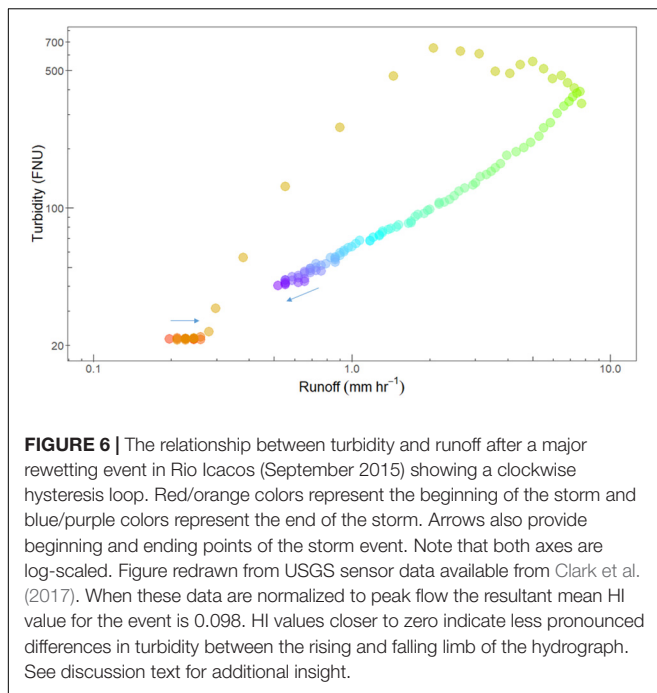 700
500
100
20
Turbidity (FNU)
0.1
1.0
10.0
Runoff (mm hr⁻¹)
FIGURE 6 | The relationship between turbidity and runoff after a major
rewetting event in Rio Icacos (September 2015) showing a clockwise
hysteresis loop. Red/orange colors represent the beginning of the storm and
blue/purple colors represent the end of the storm. Arrows also provide
beginning and ending points of the storm event. Note that both axes are
log-scaled. Figure redrawn from USGS sensor data available from Clark et al.
(2017). When these data are normalized to peak flow the resultant mean HI
value for the event is 0.098. HI values closer to zero indicate less pronounced
differences in turbidity between the rising and falling limb of the hydrograph.
See discussion text for additional insight.